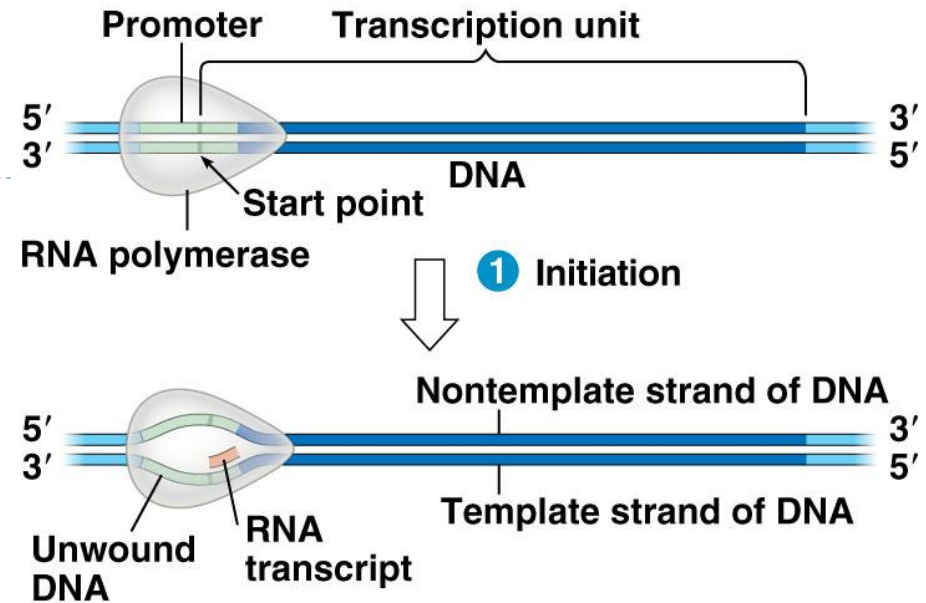 Promoter
Transcription unit
5′
3′
3′
5′
DNA
Start point
RNA polymerase
1 Initiation
Nontemplate strand of DNA
5′
3′
3′
5′
Template strand of DNA
Unwound
DNA
RNA
transcript